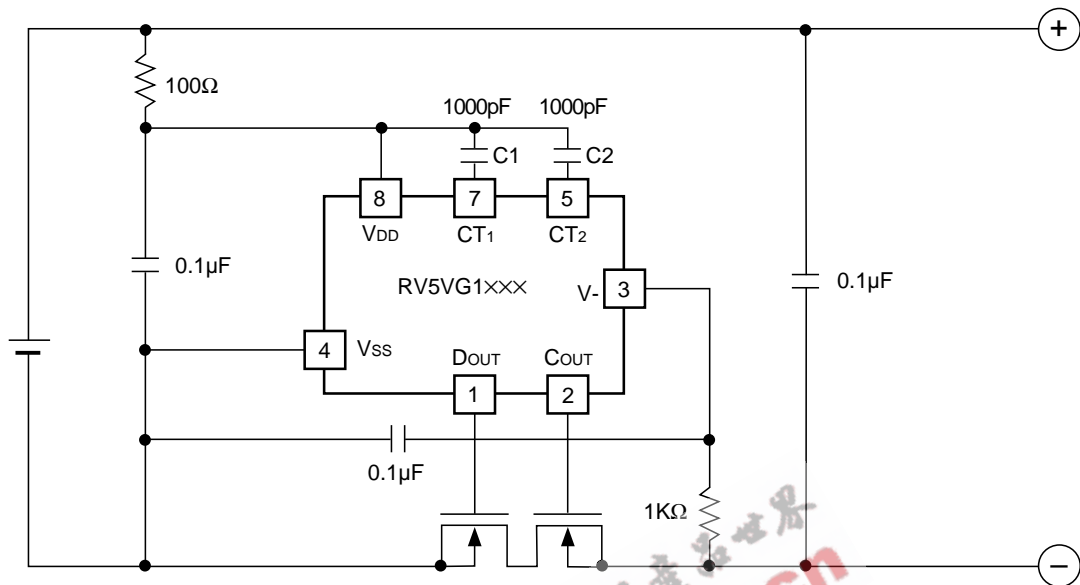 +
100Ω
1000pF 1000pF
C1 C2
8 7 5
VDD CT1 CT2
0.1µF
RV5VG1×××
V- 3
0.1µF
4 VSS
DOUT COUT
1 2
0.1µF
1KΩ
−